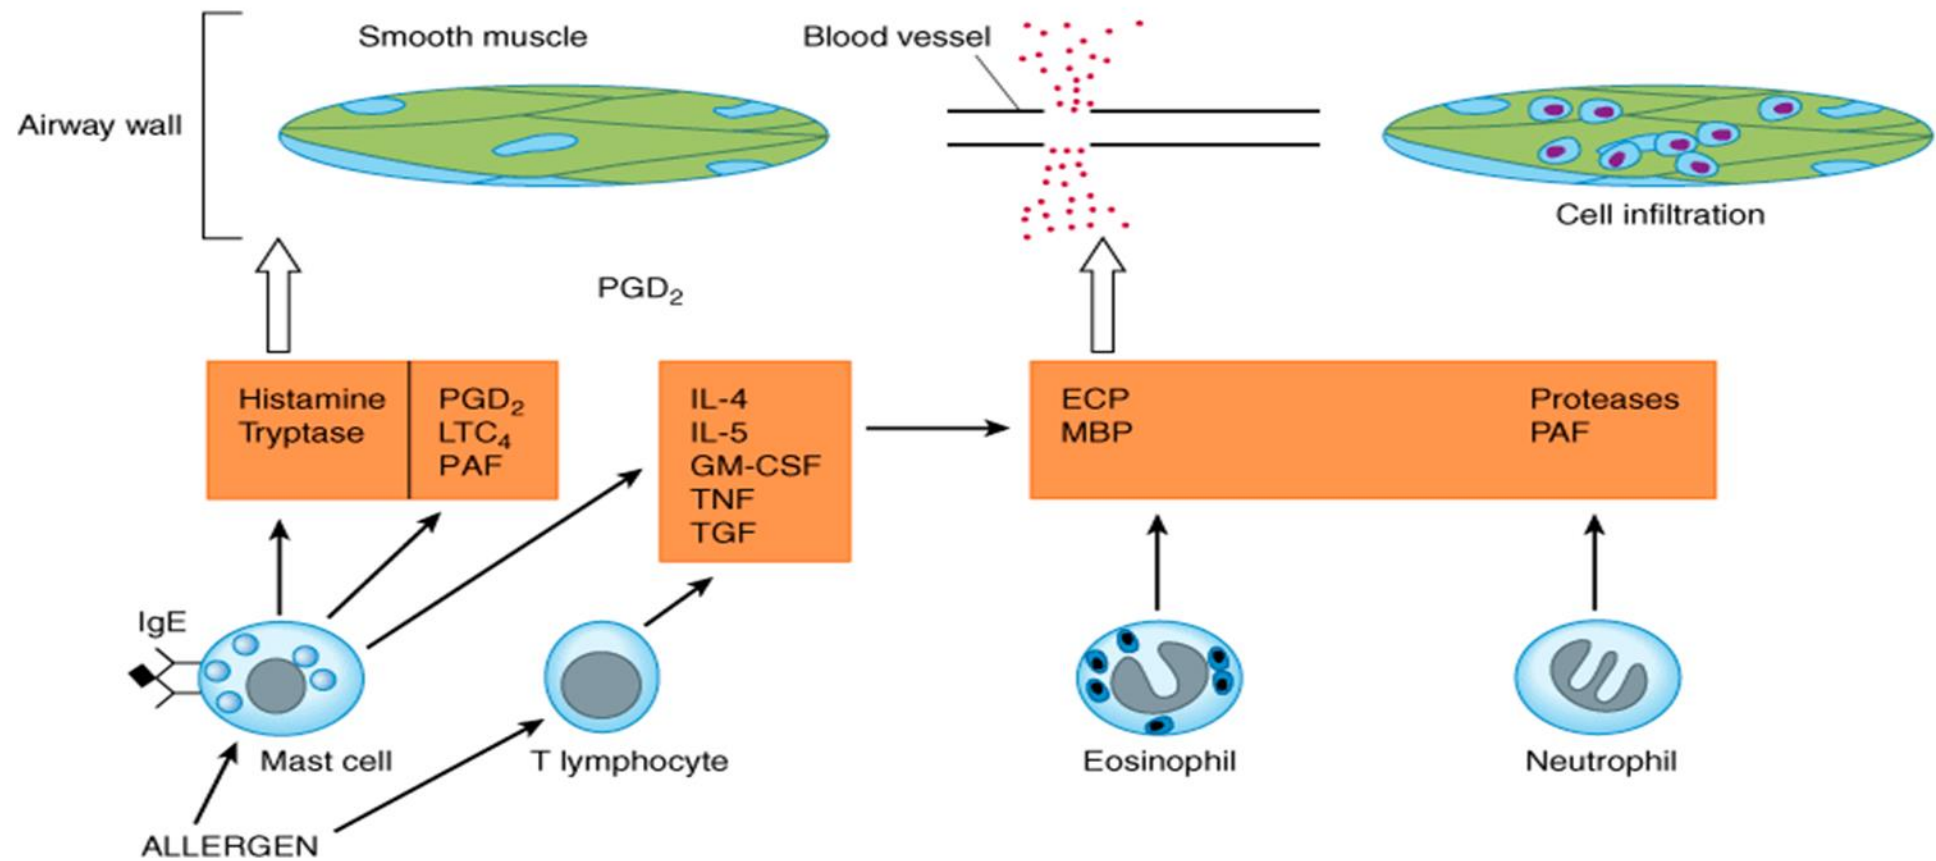 Smooth muscle
Blood vessel
Airway wall
Cell infiltration
PGD₂
Histamine
Tryptase
PGD₂
LTC₄
PAF
IL-4
IL-5
GM-CSF
TNF
TGF
ECP
MBP
Proteases
PAF
IgE
Mast cell
T lymphocyte
Eosinophil
Neutrophil
ALLERGEN